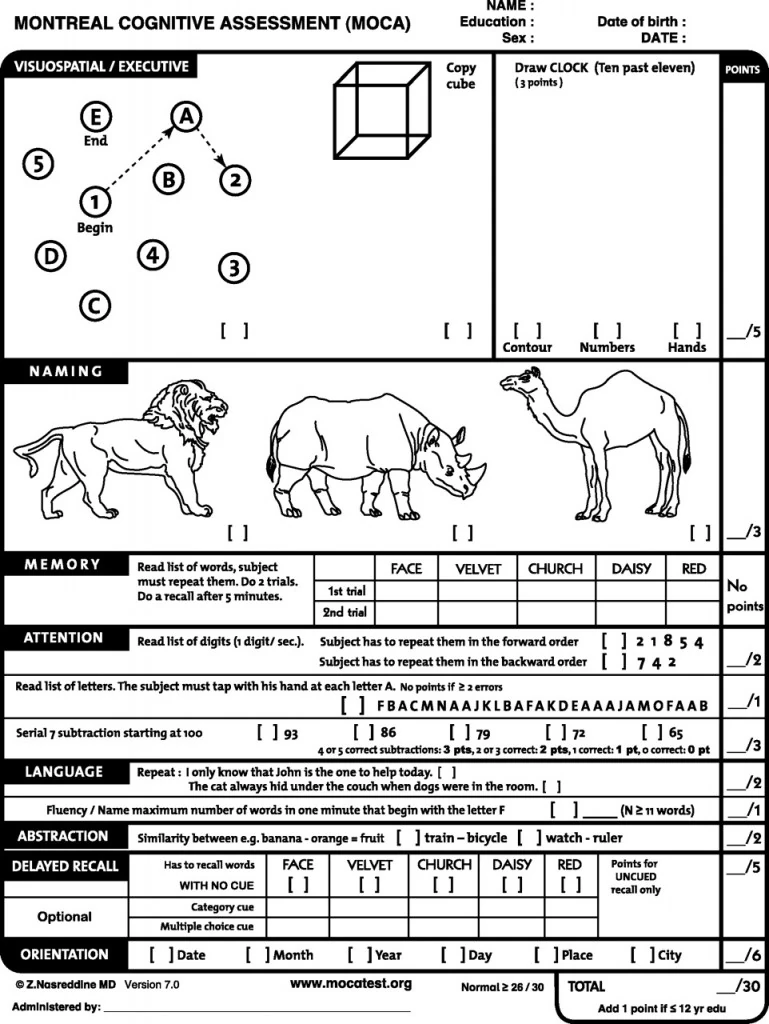 MONTREAL COGNITIVE ASSESSMENT (MOCA)
NAME :
Education :
Sex :
Date of birth :
DATE :
VISUOSPATIAL / EXECUTIVE
E
End
A
5
B
2
1
Begin
D
4
3
C
[ ]
Copy
cube
[ ]
Draw CLOCK (Ten past eleven)
( 3 points )
[ ] [ ] [ ]
Contour Numbers Hands
POINTS
__/5
NAMING
[ ] [ ] [ ]
__/3
MEMORY
Read list of words, subject
must repeat them. Do 2 trials.
Do a recall after 5 minutes.
FACE VELVET CHURCH DAISY RED
1st trial
2nd trial
No
points
ATTENTION
Read list of digits (1 digit/ sec.). Subject has to repeat them in the forward order [ ] 2 1 8 5 4
Subject has to repeat them in the backward order [ ] 7 4 2
__/2
Read list of letters. The subject must tap with his hand at each letter A. No points if ≥ 2 errors
[ ] F B A C M N A A J K L B A F A K D E A A A J A M O F A A B
__/1
Serial 7 subtraction starting at 100 [ ] 93 [ ] 86 [ ] 79 [ ] 72 [ ] 65
4 or 5 correct subtractions: 3 pts, 2 or 3 correct: 2 pts, 1 correct: 1 pt, 0 correct: 0 pt
__/3
LANGUAGE
Repeat : I only know that John is the one to help today. [ ]
The cat always hid under the couch when dogs were in the room. [ ]
__/2
Fluency / Name maximum number of words in one minute that begin with the letter F [ ] _____ (N ≥ 11 words)
__/1
ABSTRACTION
Similarity between e.g. banana - orange = fruit [ ] train – bicycle [ ] watch - ruler
__/2
DELAYED RECALL
Has to recall words
WITH NO CUE
FACE VELVET CHURCH DAISY RED
[ ] [ ] [ ] [ ] [ ]
Points for
UNCUED
recall only
__/5
Optional
Category cue
Multiple choice cue
ORIENTATION
[ ] Date [ ] Month [ ] Year [ ] Day [ ] Place [ ] City
__/6
© Z.Nasreddine MD Version 7.0 www.mocatest.org Normal ≥ 26 / 30
TOTAL __/30
Administered by: ______________________________
Add 1 point if ≤ 12 yr edu